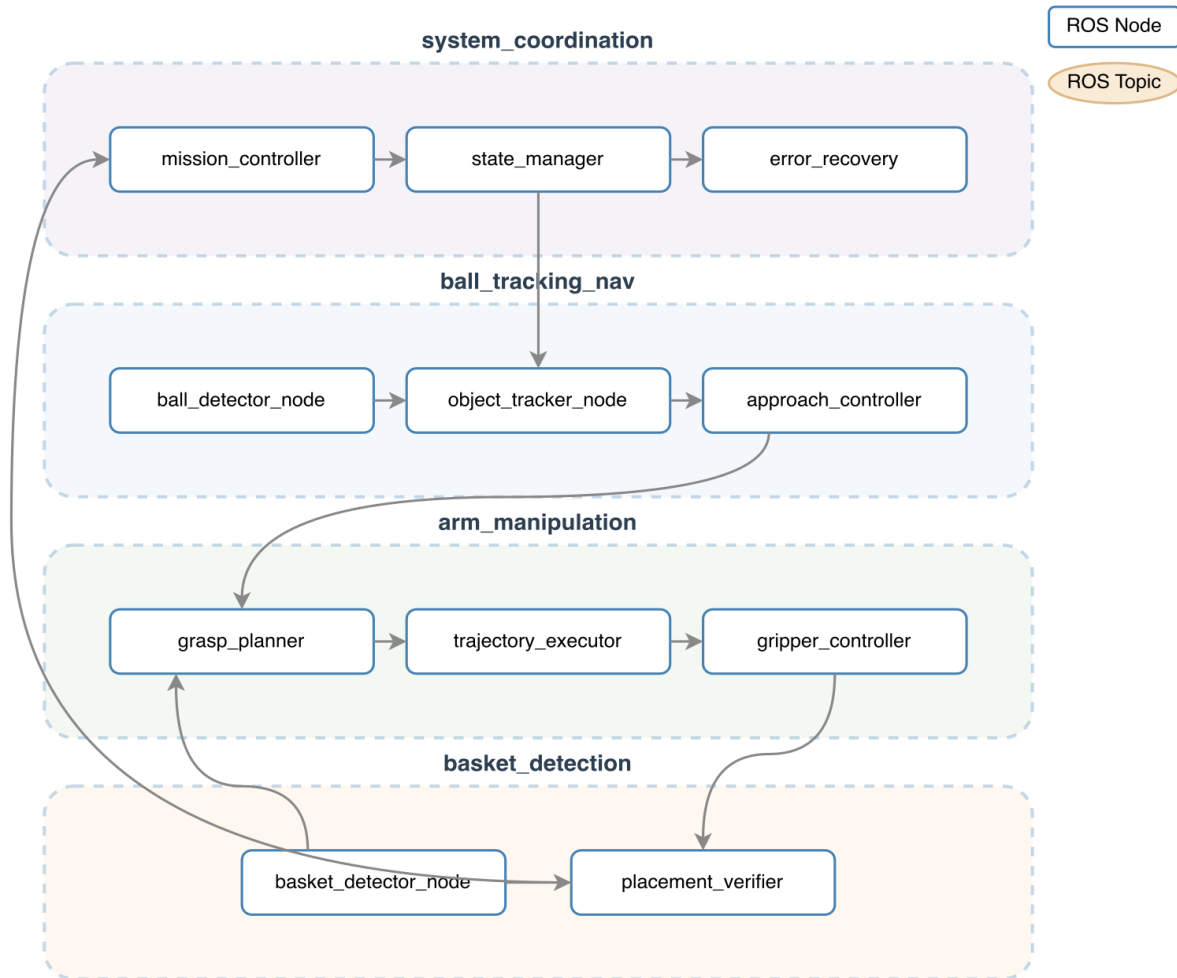 ROS Node
system_coordination
ROS Topic
mission_controller
state_manager
error_recovery
ball_tracking_nav
ball_detector_node
object_tracker_node
approach_controller
arm_manipulation
grasp_planner
trajectory_executor
gripper_controller
basket_detection
basket_detector_node
placement_verifier